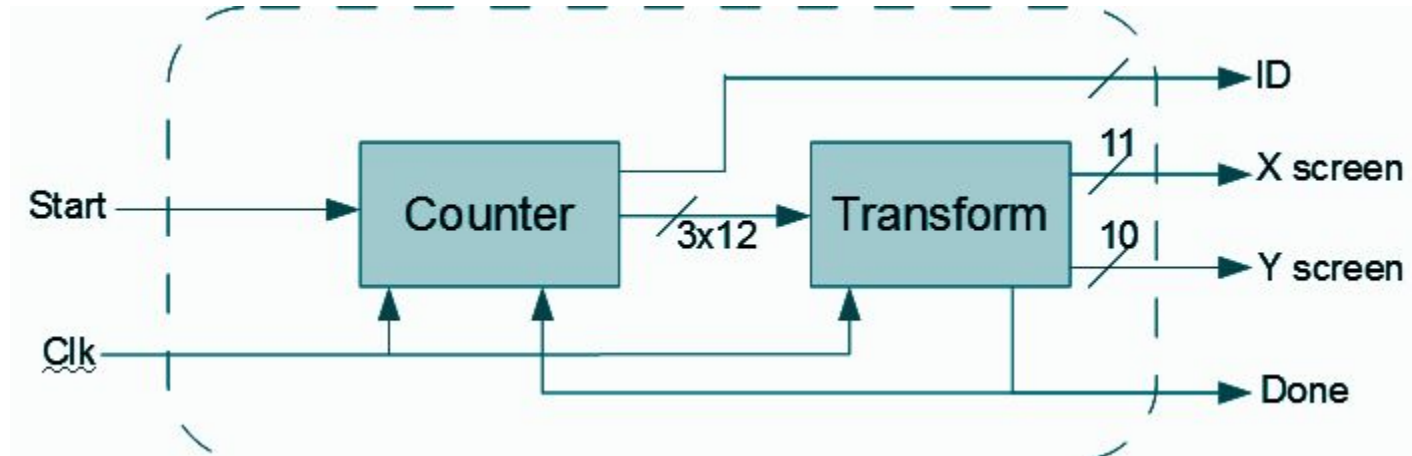 ID
11
X screen
Start
Counter
3x12
Transform
10
Y screen
Clk
Done